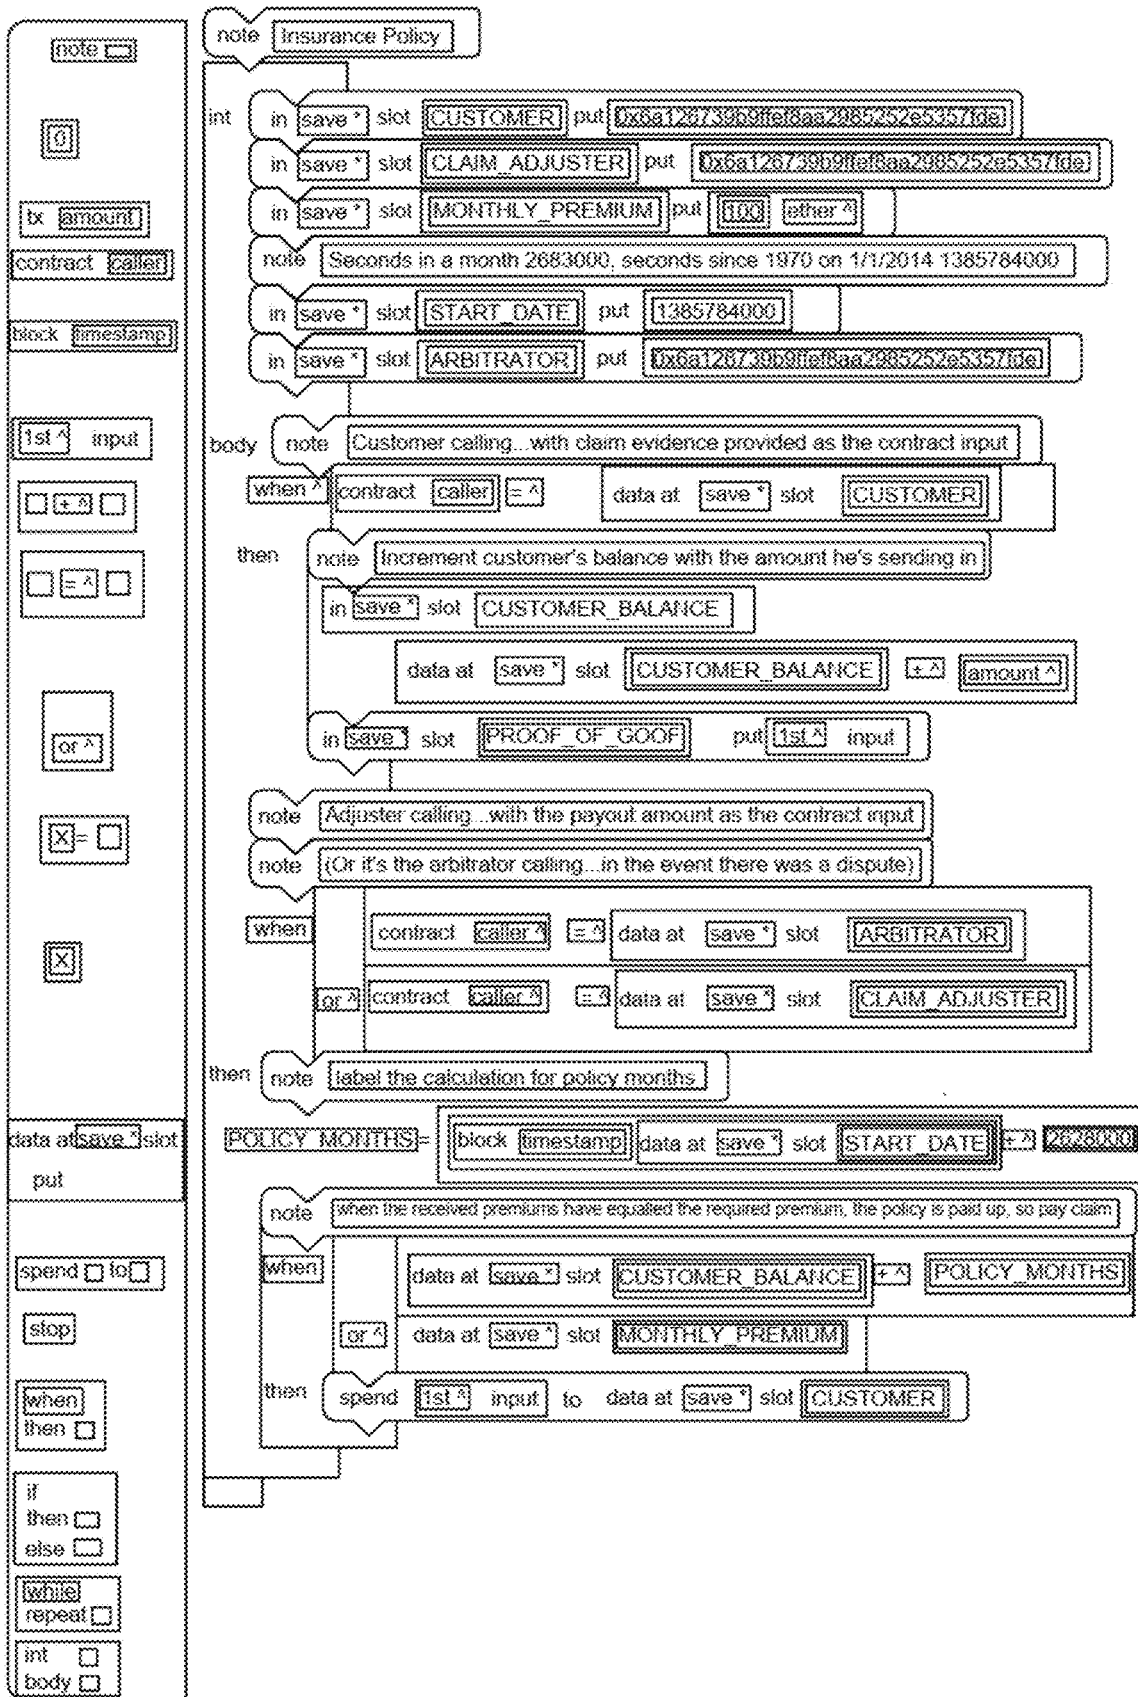 note
0
tx amount
contract caller
block timestamp
1st ^ input
+ ^
= ^
or ^
X =
X
data at save * slot
put
spend to
stop
when
then
if
then
else
while
repeat
int
body
note Insurance Policy
int in save * slot CUSTOMER put 0x6a126739b9ffef8aa2985252e5357fde
in save * slot CLAIM_ADJUSTER put 0x6a126739b9ffef8aa2985252e5357fde
in save * slot MONTHLY_PREMIUM put 100 ether ^
note Seconds in a month 2683000, seconds since 1970 on 1/1/2014 1385784000
in save * slot START_DATE put 1385784000
in save * slot ARBITRATOR put 0x6a126739b9ffef8aa2985252e5357fde
body note Customer calling...with claim evidence provided as the contract input
when ^ contract caller = ^ data at save * slot CUSTOMER
then note Increment customer's balance with the amount he's sending in
in save * slot CUSTOMER_BALANCE
data at save * slot CUSTOMER_BALANCE + ^ amount ^
in save * slot PROOF_OF_GOOF put 1st ^ input
note Adjuster calling...with the payout amount as the contract input
note (Or it's the arbitrator calling...in the event there was a dispute)
when contract caller ^ = ^ data at save * slot ARBITRATOR
or ^ contract caller ^ = ^ data at save * slot CLAIM_ADJUSTER
then note label the calculation for policy months
POLICY_MONTHS = block timestamp data at save * slot START_DATE + ^ 2628000
note when the received premiums have equalled the required premium, the policy is paid up, so pay claim
when data at save * slot CUSTOMER_BALANCE + ^ POLICY_MONTHS
or ^ data at save * slot MONTHLY_PREMIUM
then spend 1st ^ input to data at save * slot CUSTOMER